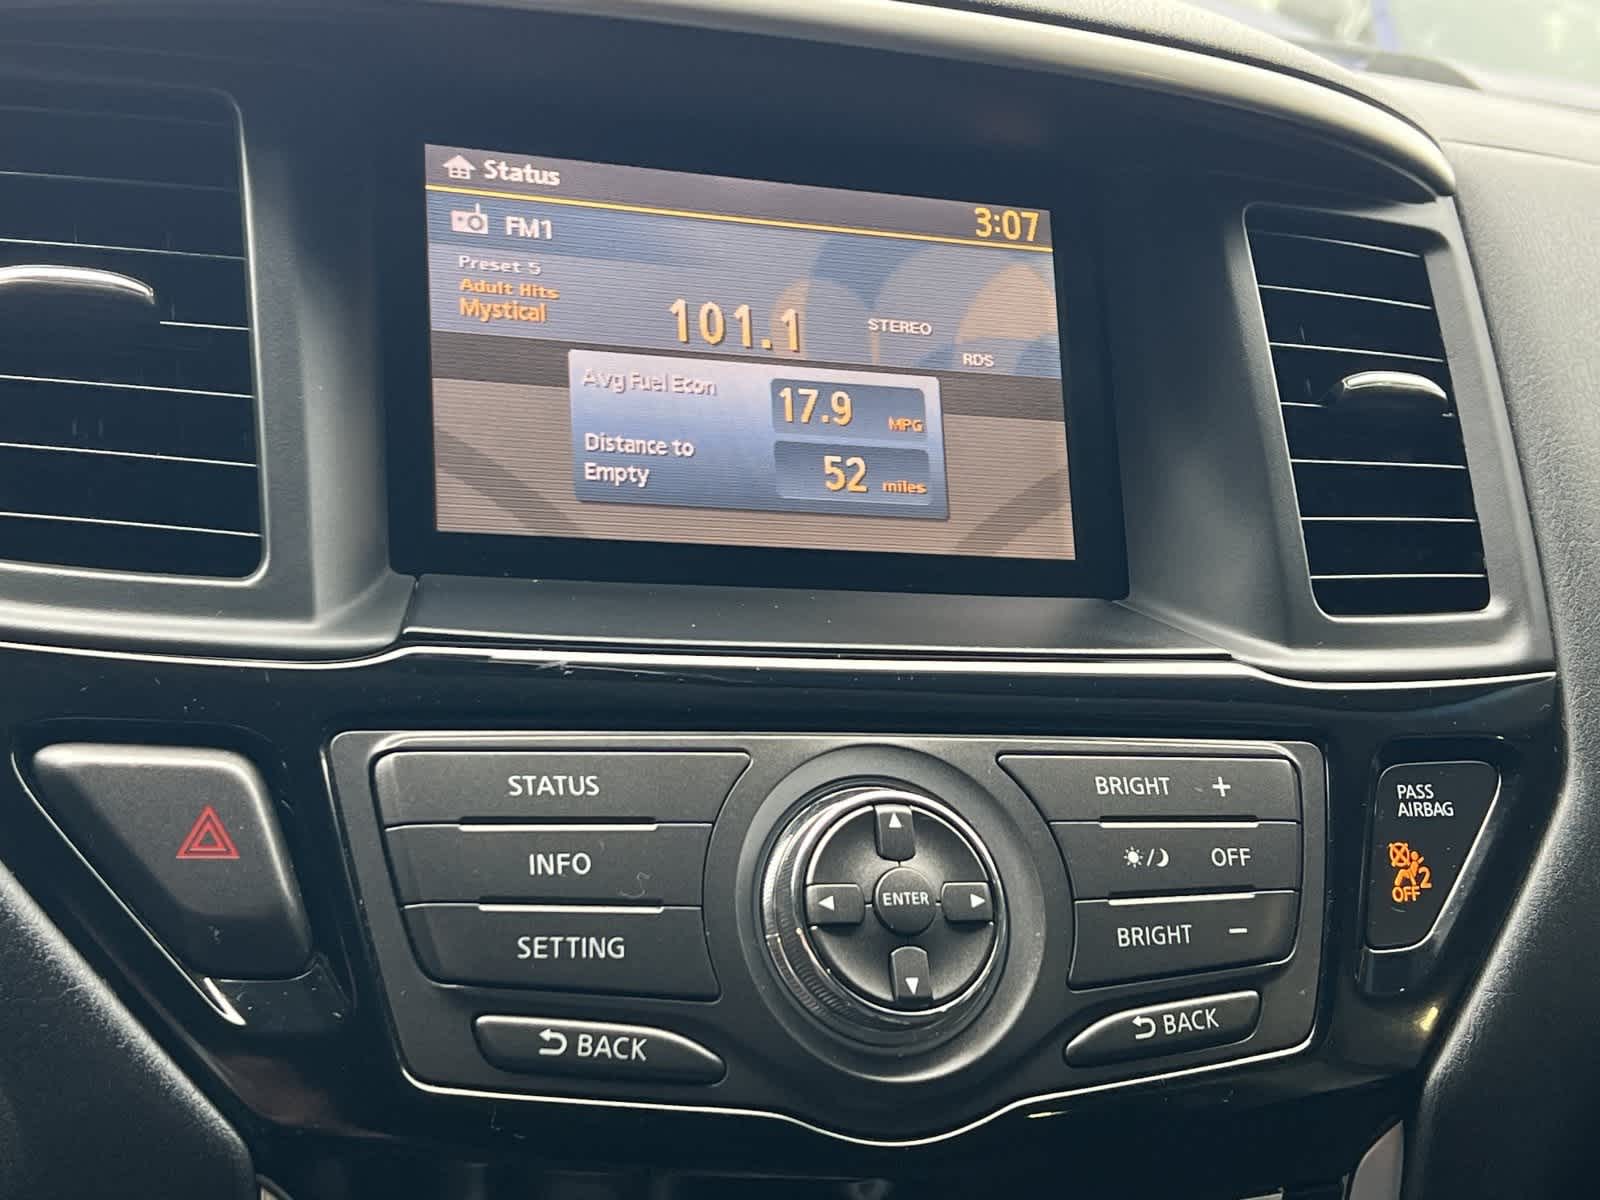 Status
3:07
FM1
Preset 5
Adult Hits
Mystical
101.1
STEREO
RDS
Avg Fuel Econ 17.9 MPG
Distance to
Empty
52 miles
STATUS
INFO
SETTING
BACK
ENTER
BRIGHT +
OFF
BRIGHT −
BACK
PASS
AIRBAG
2
OFF